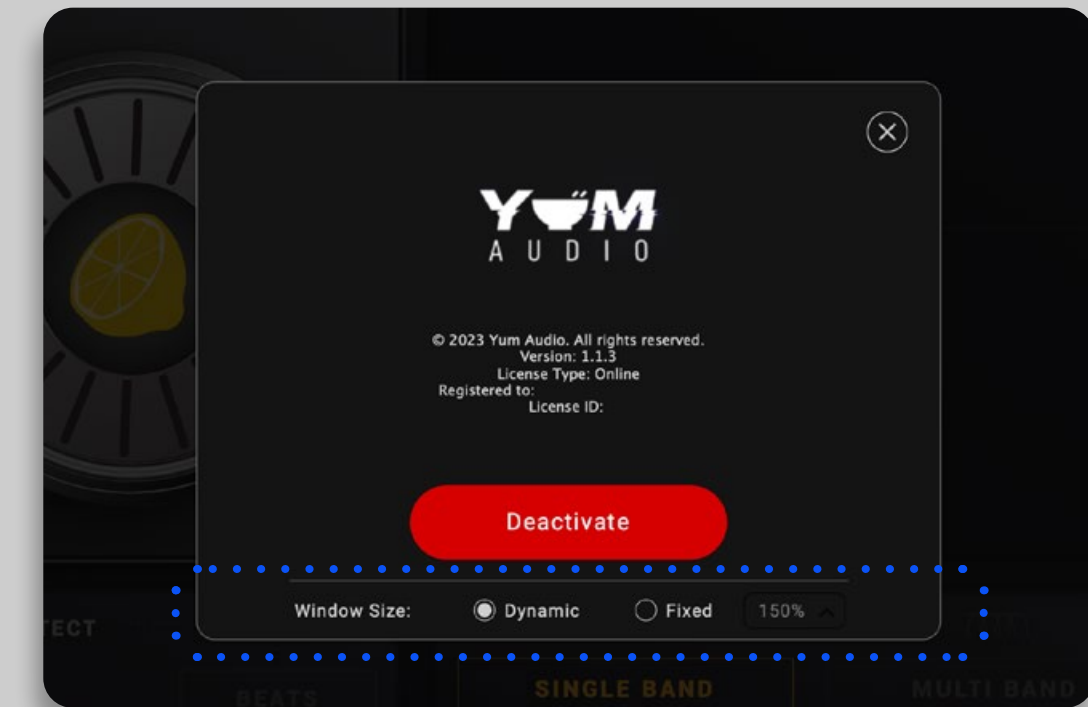 YUM
AUDIO
© 2023 Yum Audio. All rights reserved.
Version: 1.1.3
License Type: Online
Registered to:
License ID:
Deactivate
Window Size: Dynamic Fixed 150%
TECT
BEATS SINGLE BAND MULTI BAND